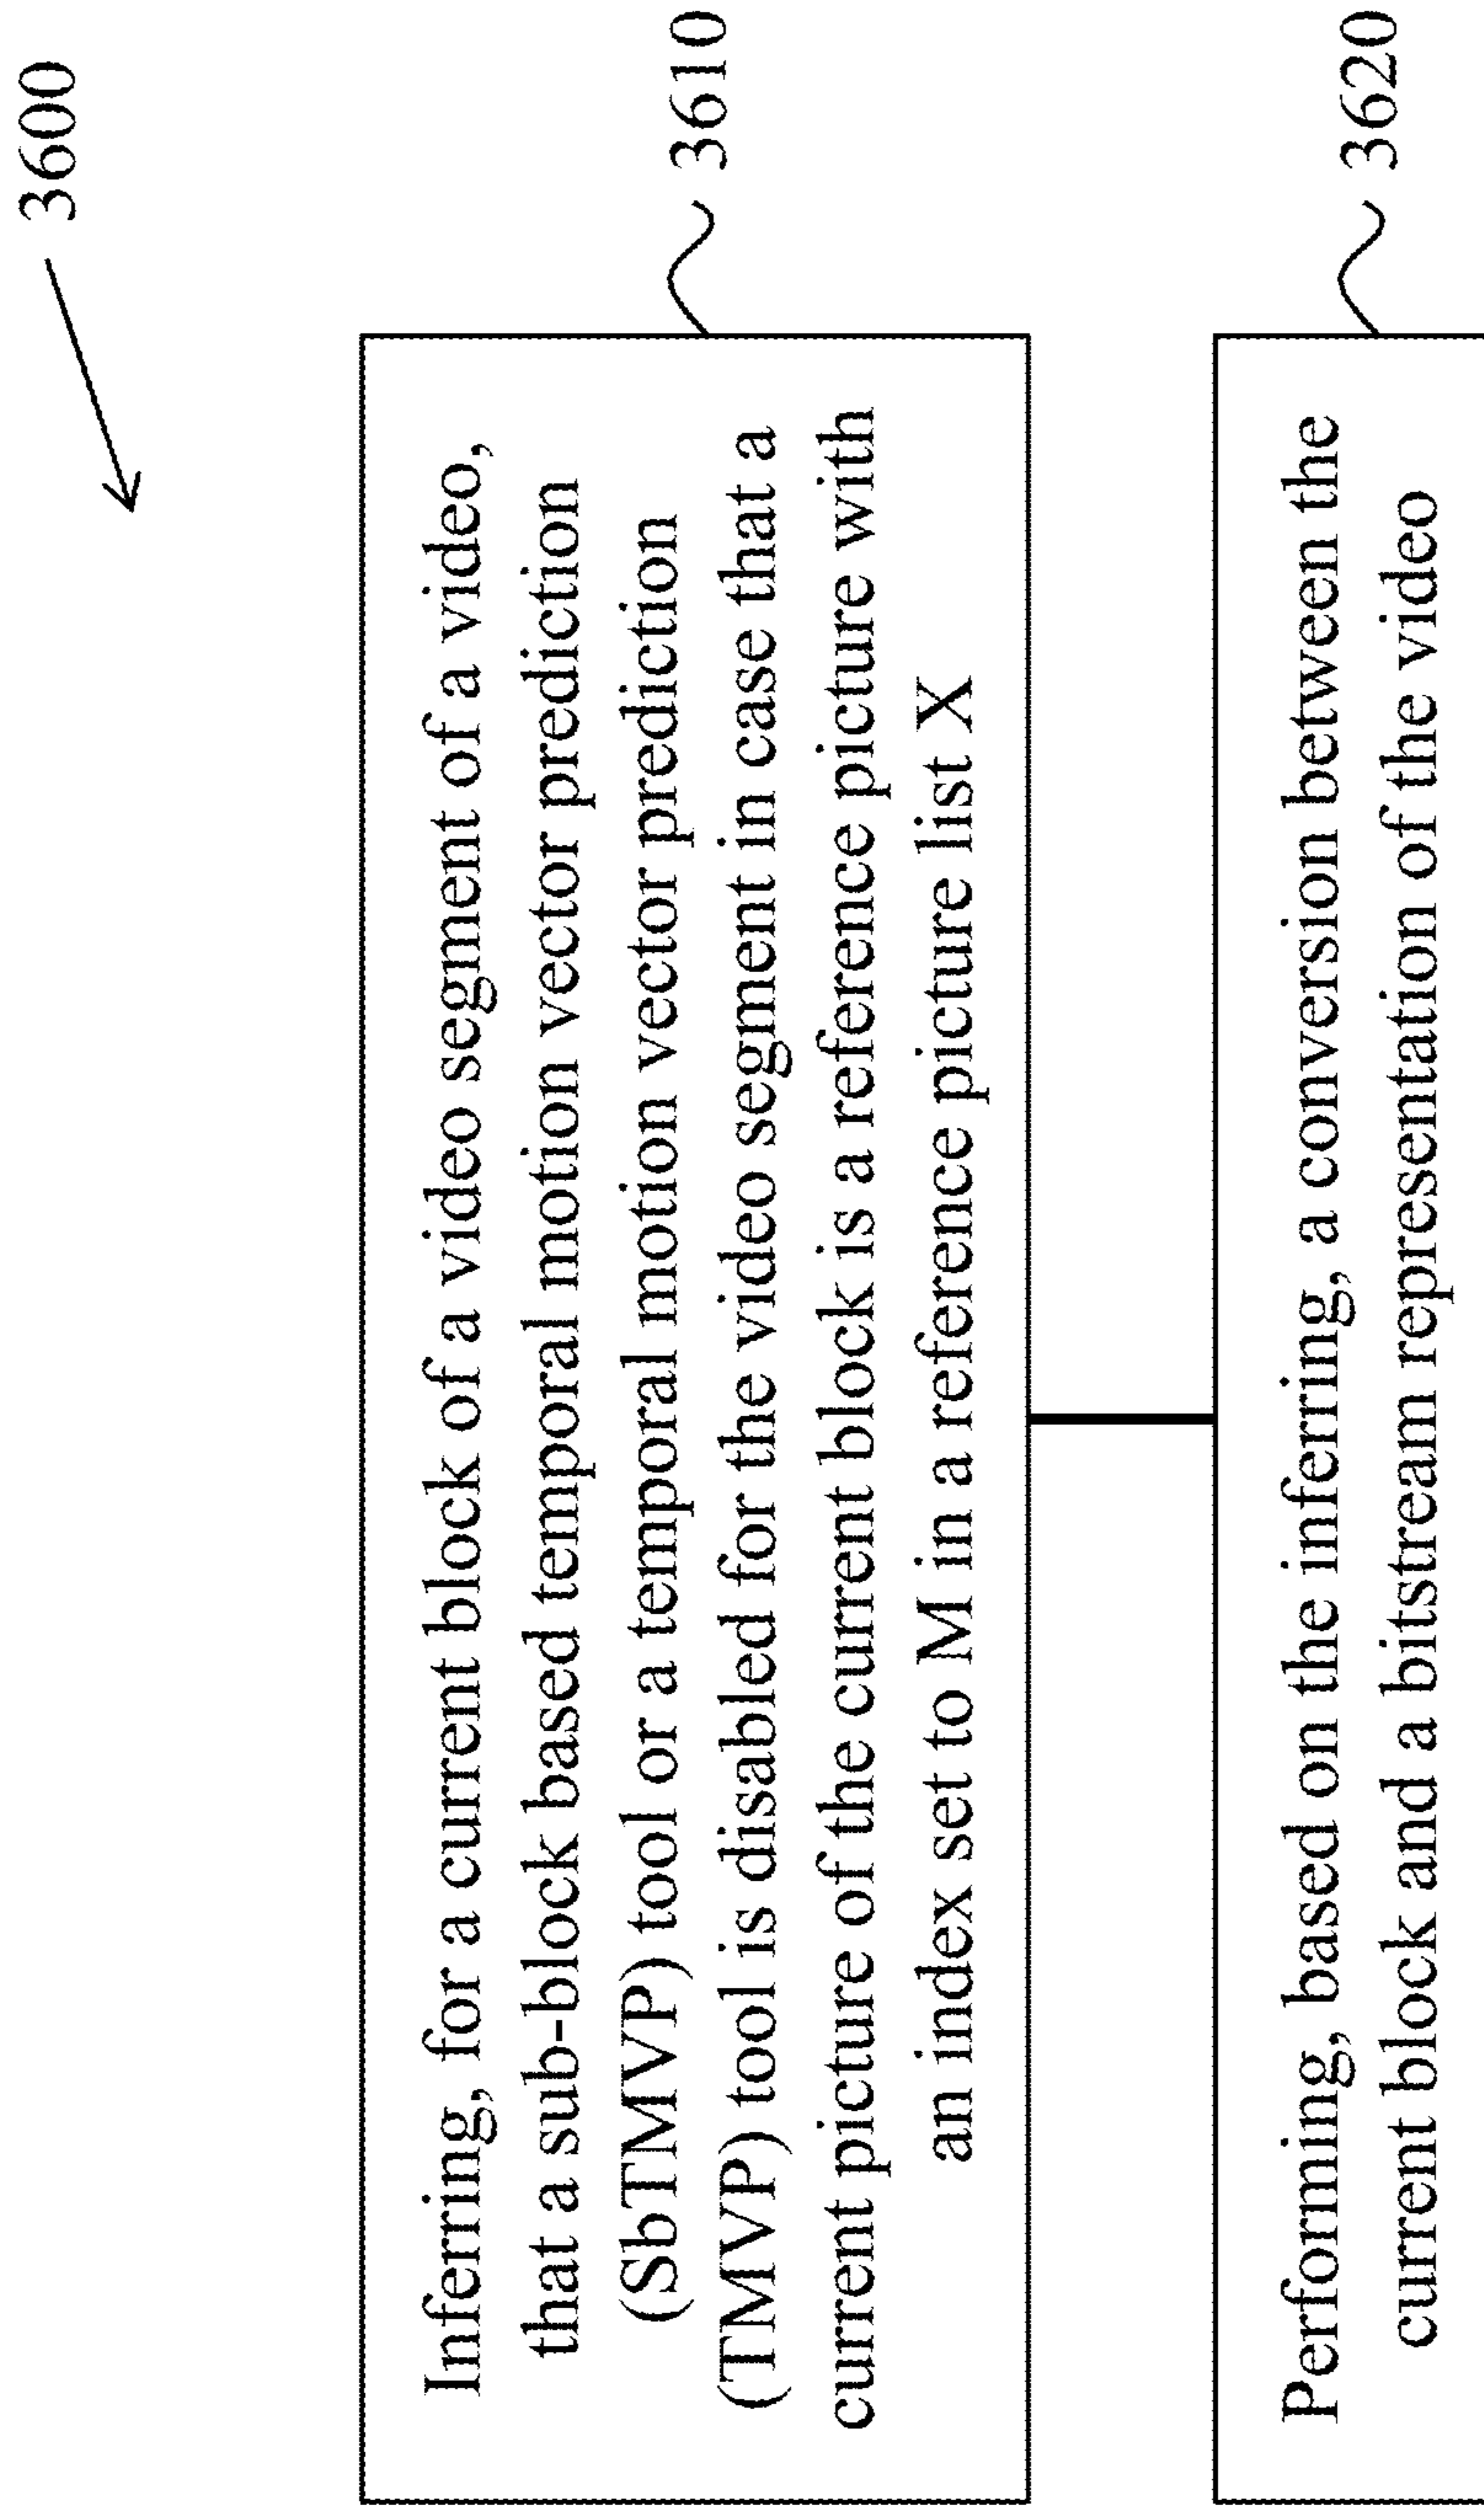 3600
Inferring, for a current block of a video segment of a video,
that a sub-block based temporal motion vector prediction
(SbTMVP) tool or a temporal motion vector prediction
(TMVP) tool is disabled for the video segment in case that a
current picture of the current block is a reference picture with
an index set to M in a reference picture list X
3610
Performing, based on the inferring, a conversion between the
current block and a bitstream representation of the video
3620